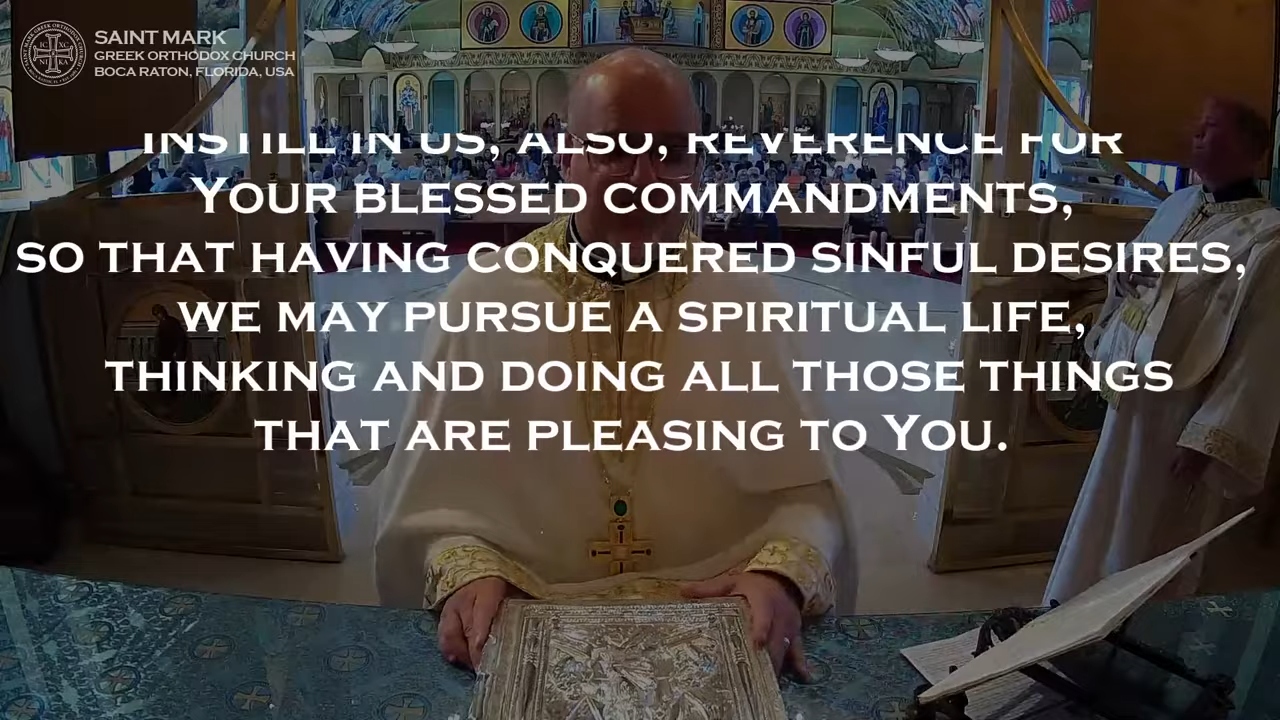 SAINT MARK
GREEK ORTHODOX CHURCH
BOCA RATON, FLORIDA, USA
INSTILL IN US, ALSO, REVERENCE FOR
YOUR BLESSED COMMANDMENTS,
SO THAT HAVING CONQUERED SINFUL DESIRES,
WE MAY PURSUE A SPIRITUAL LIFE,
THINKING AND DOING ALL THOSE THINGS
THAT ARE PLEASING TO YOU.